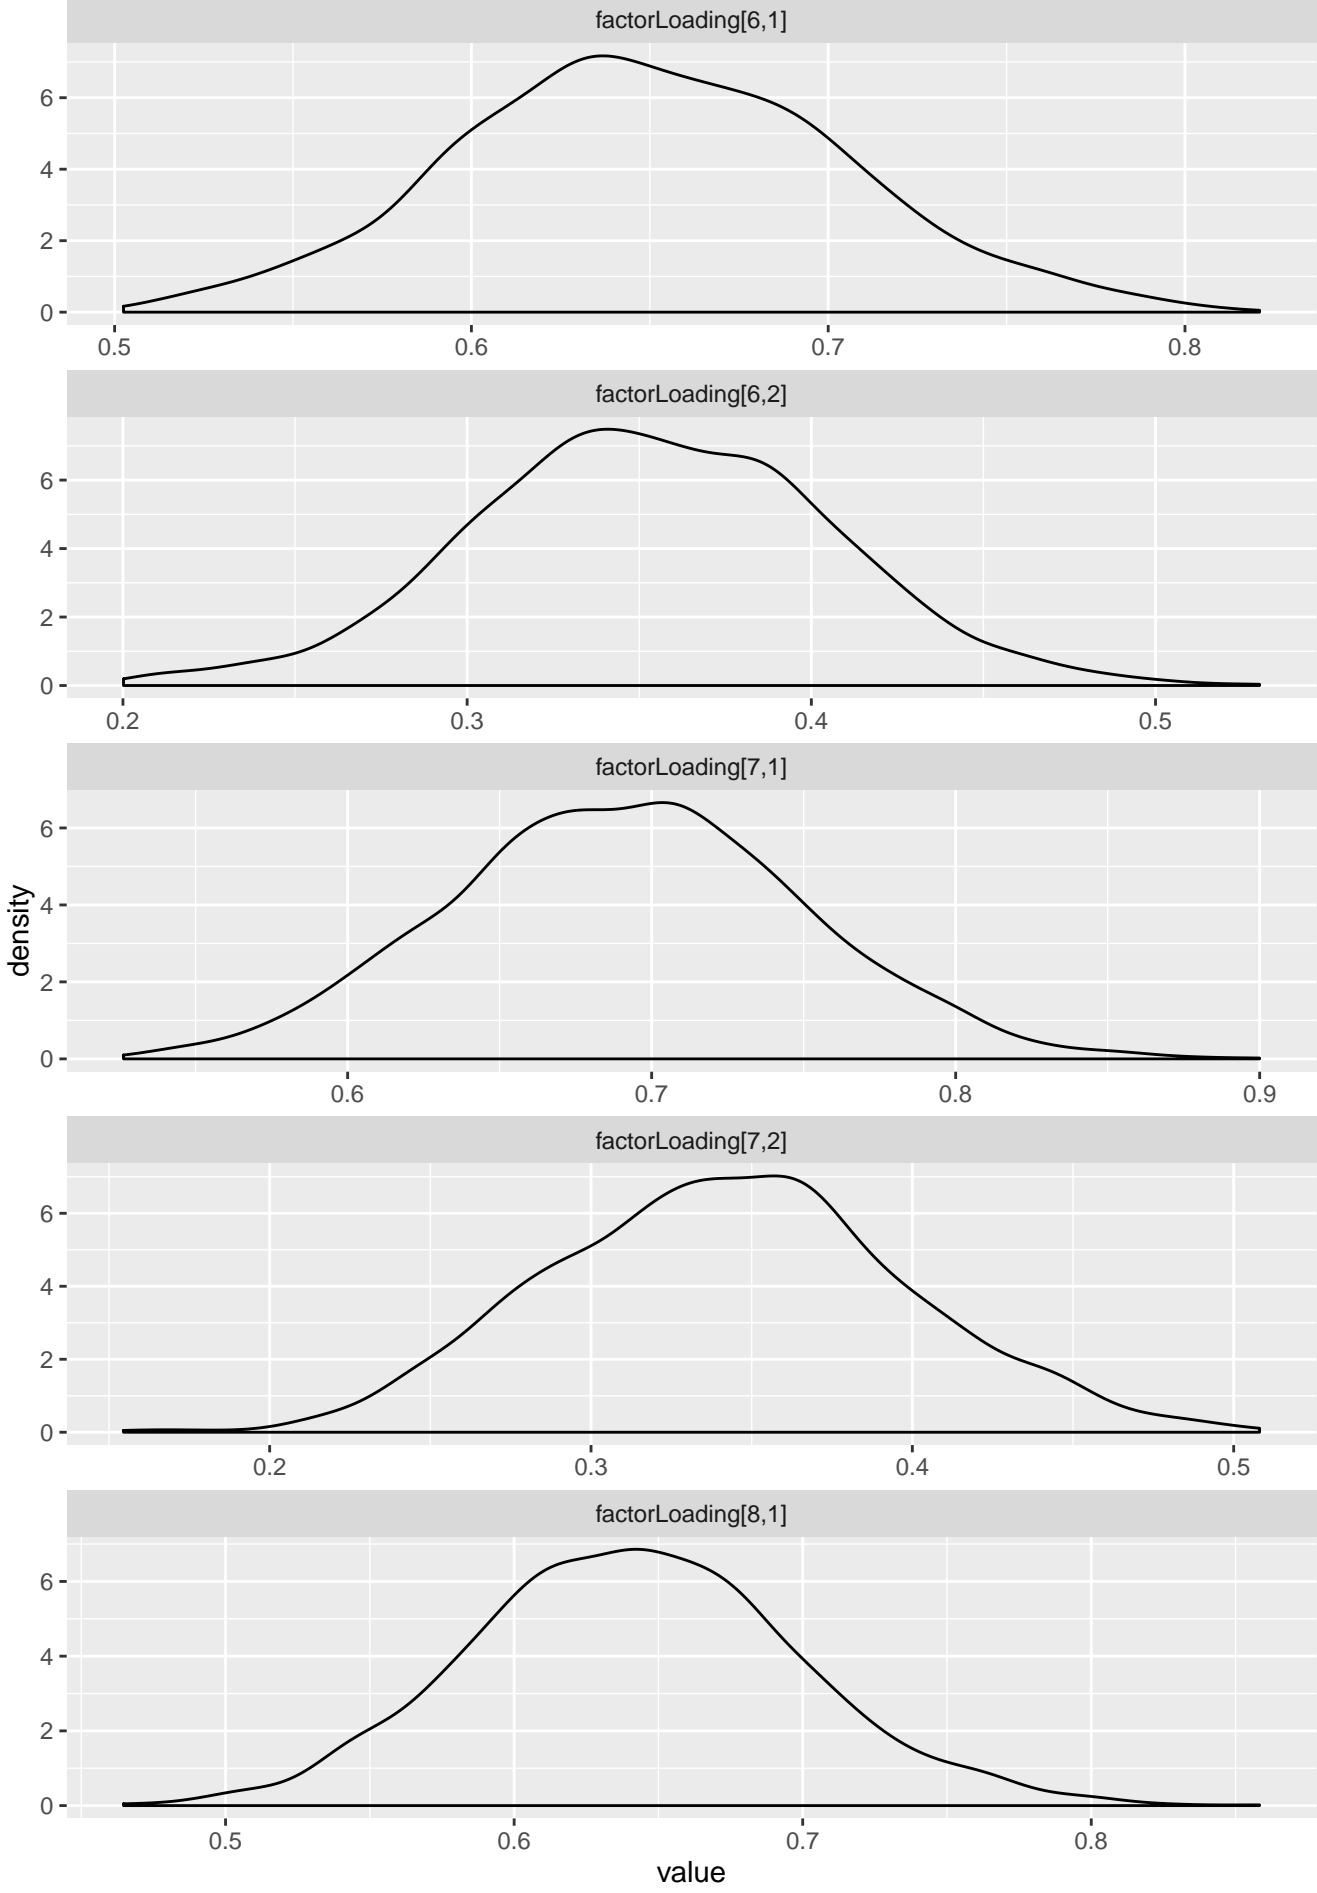 factorLoading[6,1]
6
4
2
0
0.5 0.6 0.7 0.8
factorLoading[6,2]
6
4
2
0
0.2 0.3 0.4 0.5
factorLoading[7,1]
6
4
2
0
0.6 0.7 0.8 0.9
density
factorLoading[7,2]
6
4
2
0
0.2 0.3 0.4 0.5
factorLoading[8,1]
6
4
2
0
0.5 0.6 0.7 0.8
value